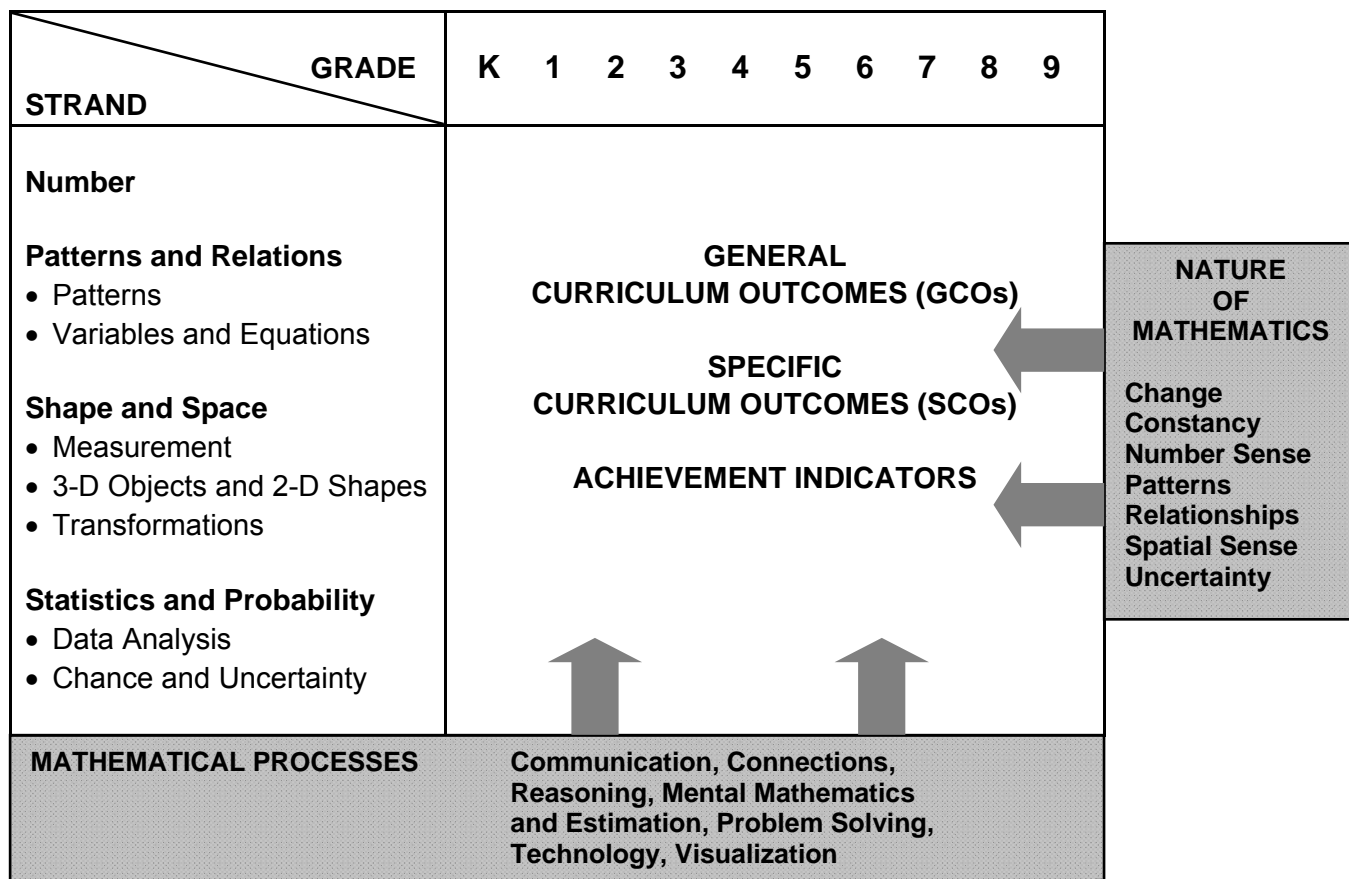 GRADE
STRAND
K 1 2 3 4 5 6 7 8 9
Number
Patterns and Relations
• Patterns
• Variables and Equations
Shape and Space
• Measurement
• 3-D Objects and 2-D Shapes
• Transformations
Statistics and Probability
• Data Analysis
• Chance and Uncertainty
GENERAL
CURRICULUM OUTCOMES (GCOs)
SPECIFIC
CURRICULUM OUTCOMES (SCOs)
ACHIEVEMENT INDICATORS
NATURE
OF
MATHEMATICS
Change
Constancy
Number Sense
Patterns
Relationships
Spatial Sense
Uncertainty
MATHEMATICAL PROCESSES
Communication, Connections,
Reasoning, Mental Mathematics
and Estimation, Problem Solving,
Technology, Visualization